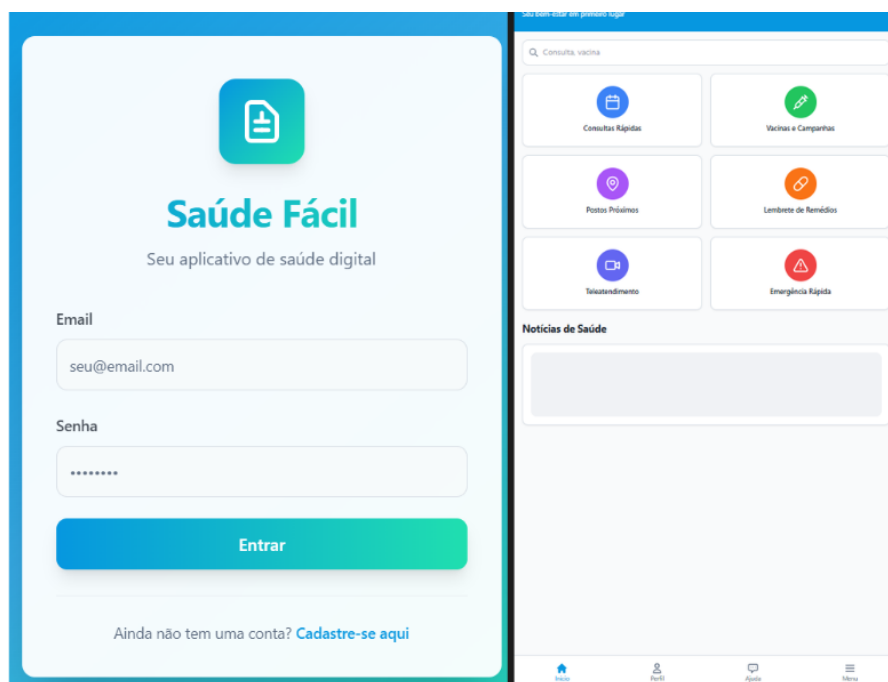 Saúde Fácil
Seu aplicativo de saúde digital
Email
seu@email.com
Senha
••••••••
Entrar
Ainda não tem uma conta? Cadastre-se aqui
Seu bem-estar em primeiro lugar
Consulta, vacina
Consultas Rápidas
Vacinas e Campanhas
Postos Próximos
Lembrete de Remédios
Teleatendimento
Emergência Rápida
Notícias de Saúde
Início
Perfil
Ajuda
Menu